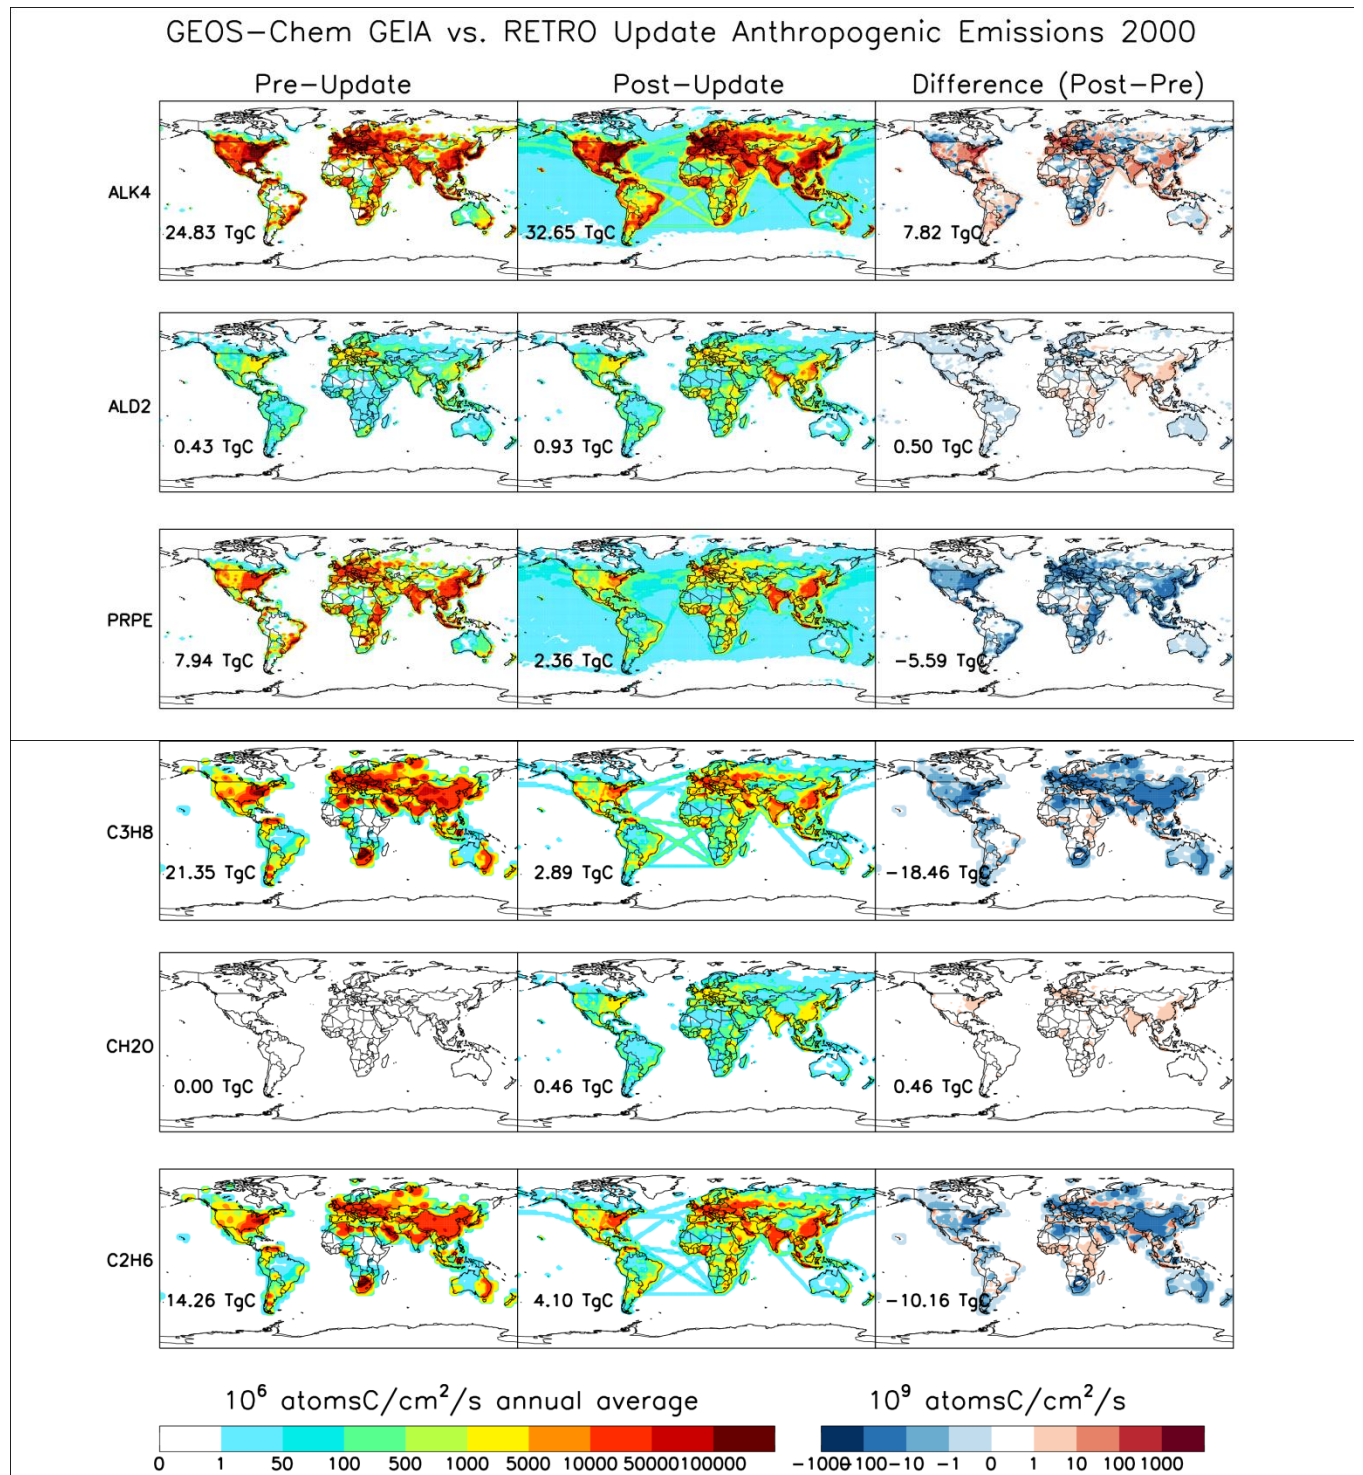 GEOS-Chem GEIA vs. RETRO Update Anthropogenic Emissions 2000
Pre-Update Post-Update Difference (Post-Pre)
ALK4
24.83 TgC 32.65 TgC 7.82 TgC
ALD2
0.43 TgC 0.93 TgC 0.50 TgC
PRPE
7.94 TgC 2.36 TgC -5.59 TgC
C3H8
21.35 TgC 2.89 TgC -18.46 TgC
CH2O
0.00 TgC 0.46 TgC 0.46 TgC
C2H6
14.26 TgC 4.10 TgC -10.16 TgC
10⁶ atomsC/cm²/s annual average 10⁹ atomsC/cm²/s
0 1 50 100 500 1000 5000 10000 50000 100000 -1000 -100 -10 -1 0 1 10 100 1000